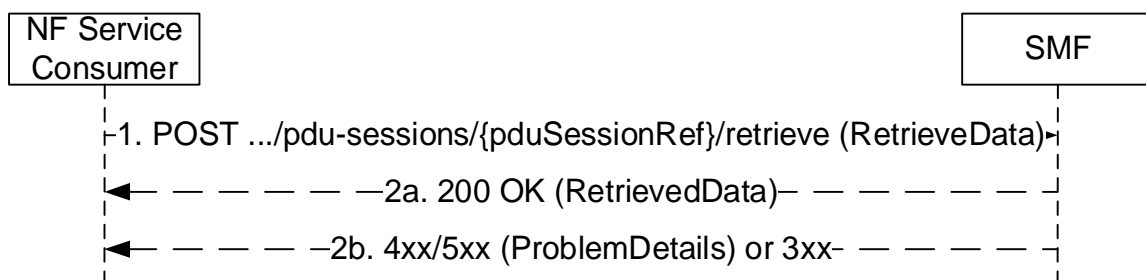 NF Service
Consumer
SMF
1. POST .../pdu-sessions/{pduSessionRef}/retrieve (RetrieveData)
2a. 200 OK (RetrievedData)
2b. 4xx/5xx (ProblemDetails) or 3xx